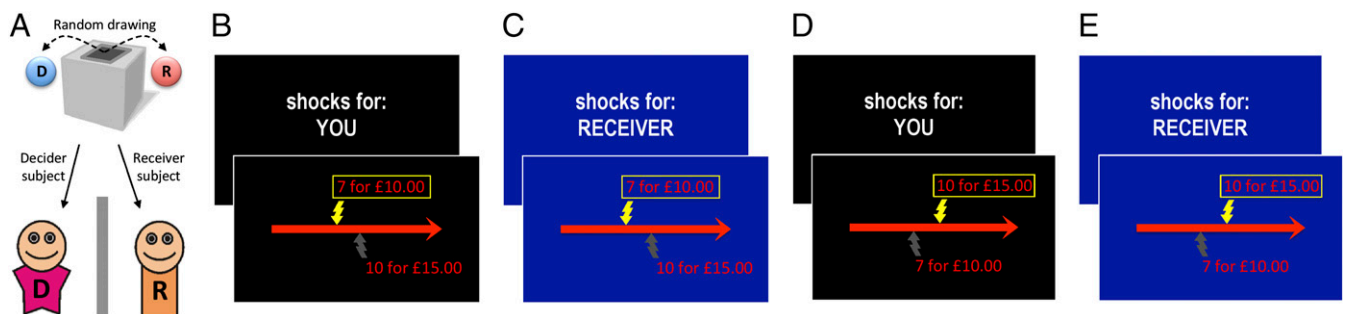 A
Random drawing
D
R
Decider
subject
Receiver
subject
D
R
B
shocks for:
YOU
7 for £10.00
10 for £15.00
C
shocks for:
RECEIVER
7 for £10.00
10 for £15.00
D
shocks for:
YOU
10 for £15.00
7 for £10.00
E
shocks for:
RECEIVER
10 for £15.00
7 for £10.00